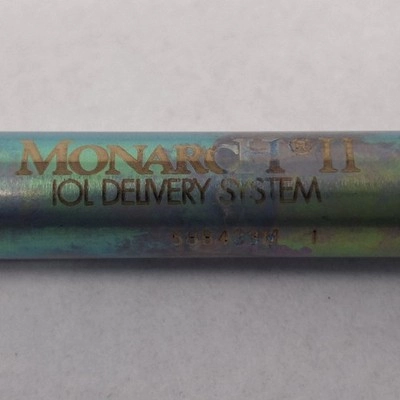 MONARCH® II
IOL DELIVERY SYSTEM